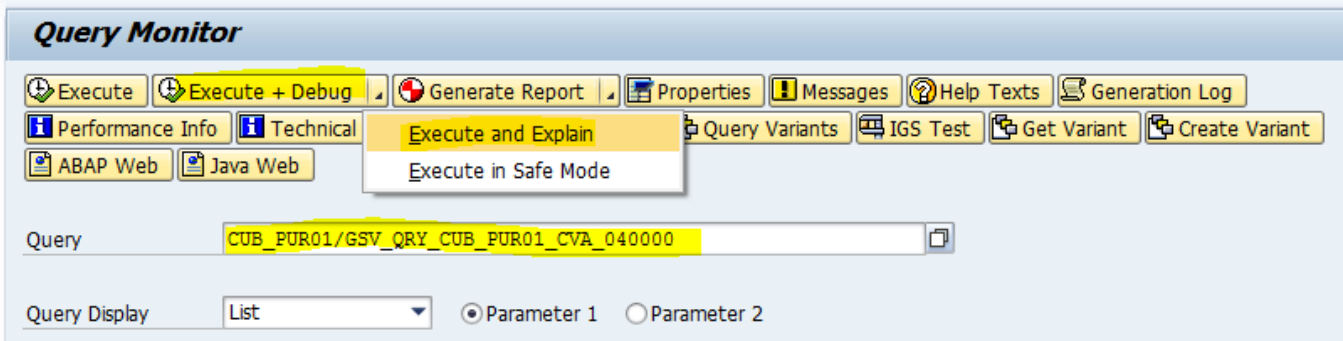 Query Monitor
Execute Execute + Debug Generate Report Properties Messages Help Texts Generation Log
Performance Info Technical Execute and Explain Query Variants IGS Test Get Variant Create Variant
ABAP Web Java Web Execute in Safe Mode
Query CUB_PUR01/GSV_QRY_CUB_PUR01_CVA_040000
Query Display List Parameter 1 Parameter 2